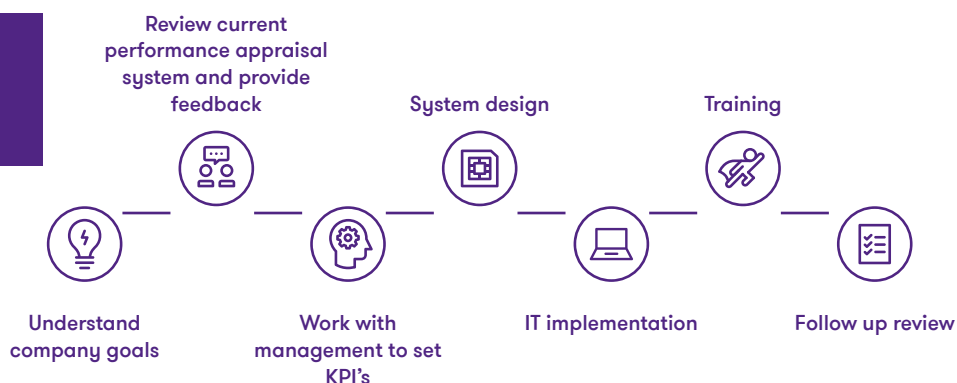 Review current
performance appraisal
system and provide
feedback
System design
Training
Understand
company goals
Work with
management to set
KPI's
IT implementation
Follow up review